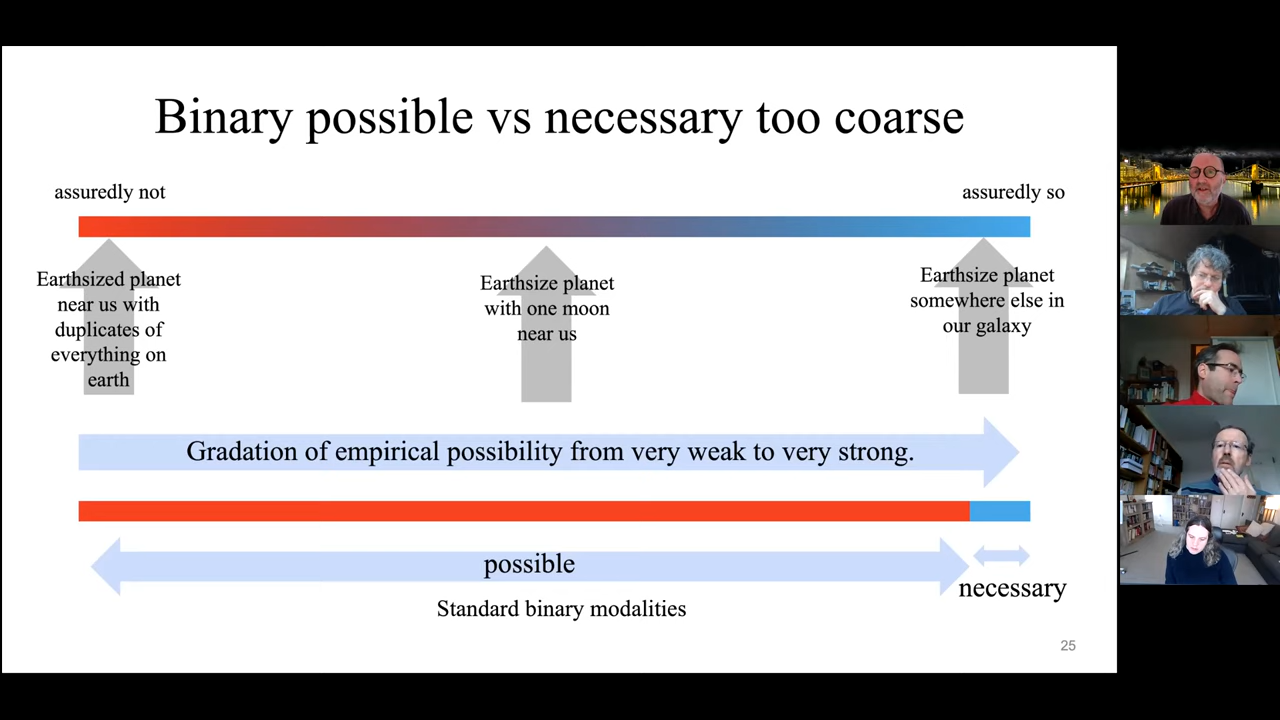 Binary possible vs necessary too coarse
assuredly not
assuredly so
Earthsized planet
near us with
duplicates of
everything on
earth
Earthsize planet
with one moon
near us
Earthsize planet
somewhere else in
our galaxy
Gradation of empirical possibility from very weak to very strong.
possible
necessary
Standard binary modalities
25